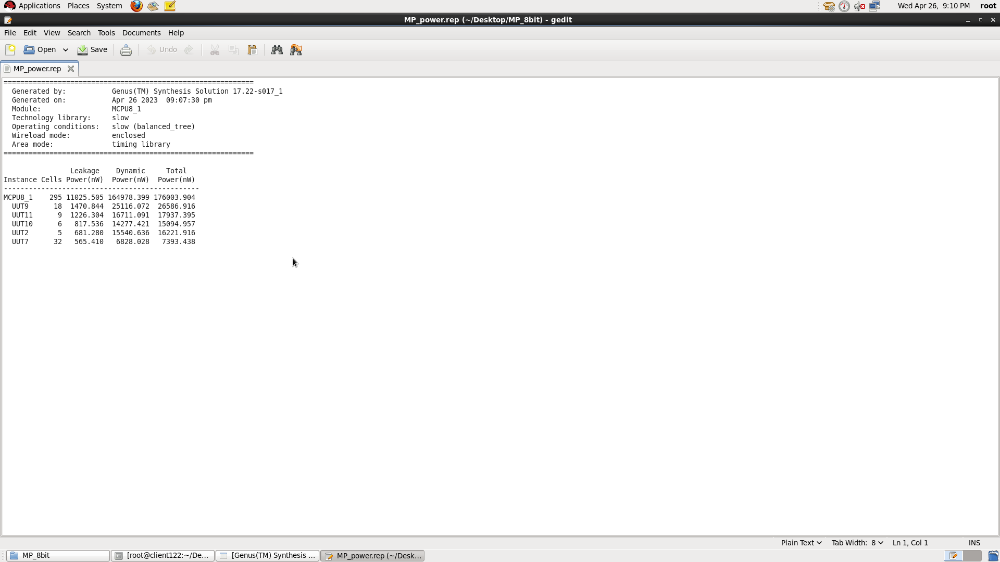 Applications Places System Wed Apr 26, 9:10 PM root
MP_power.rep (~/Desktop/MP_8bit) - gedit
File Edit View Search Tools Documents Help
Open Save Undo
MP_power.rep
============================================================
  Generated by:           Genus(TM) Synthesis Solution 17.22-s017_1
  Generated on:           Apr 26 2023  09:07:30 pm
  Module:                 MCPU8_1
  Technology library:     slow
  Operating conditions:   slow (balanced_tree)
  Wireload mode:          enclosed
  Area mode:              timing library
============================================================
                Leakage    Dynamic     Total
Instance Cells Power(nW)  Power(nW)  Power(nW)
-----------------------------------------------
MCPU8_1    295 11025.505 164978.399 176003.904
  UUT9      18  1470.844  25116.072  26586.916
  UUT11      9  1226.304  16711.091  17937.395
  UUT10      6   817.536  14277.421  15094.957
  UUT2       5   681.280  15540.636  16221.916
  UUT7      32   565.410   6828.028   7393.438
Plain Text Tab Width: 8 Ln 1, Col 1 INS
MP_8bit [root@client122:~/De... [Genus(TM) Synthesis ... MP_power.rep (~/Desk...